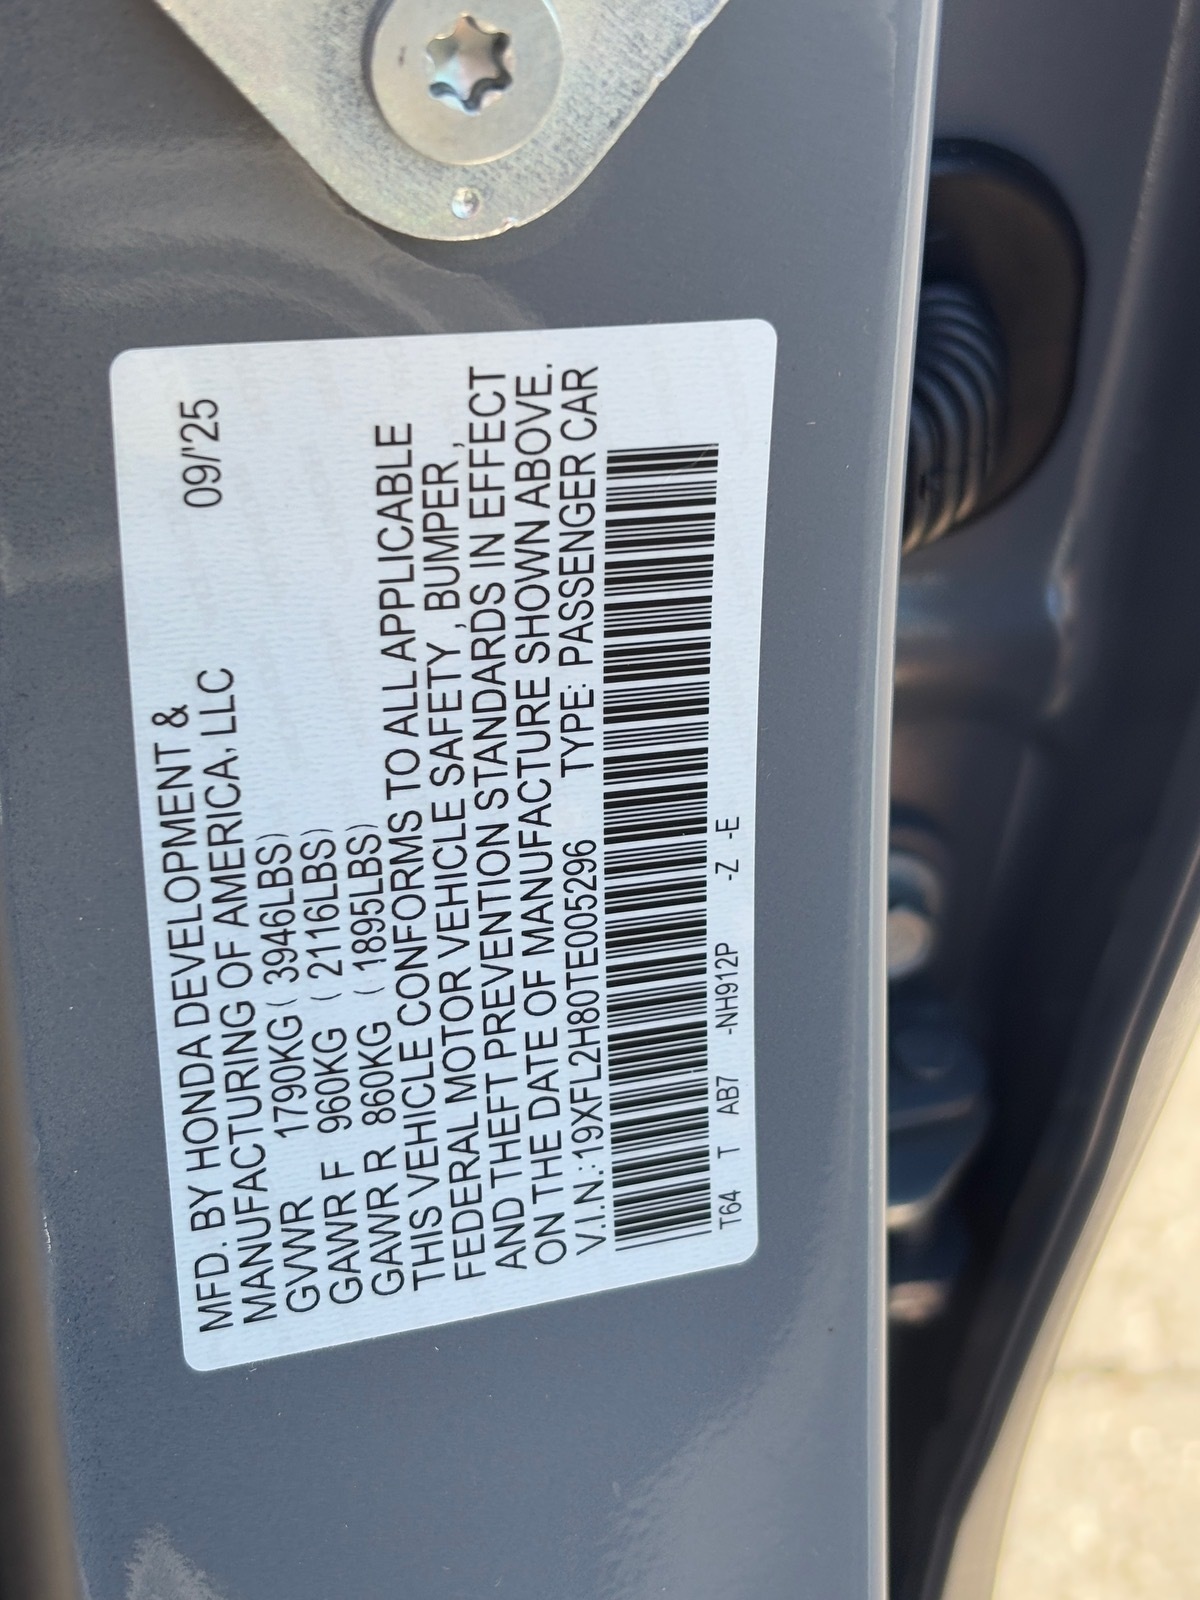 MFD. BY HONDA DEVELOPMENT &
MANUFACTURING OF AMERICA, LLC 09/'25
GVWR 1790KG ( 3946LBS)
GAWR F 960KG ( 2116LBS)
GAWR R 860KG ( 1895LBS)
THIS VEHICLE CONFORMS TO ALL APPLICABLE
FEDERAL MOTOR VEHICLE SAFETY , BUMPER ,
AND THEFT PREVENTION STANDARDS IN EFFECT
ON THE DATE OF MANUFACTURE SHOWN ABOVE.
V.I.N.:19XFL2H80TE005296 TYPE: PASSENGER CAR
T64 T AB7 -NH912P -Z -E